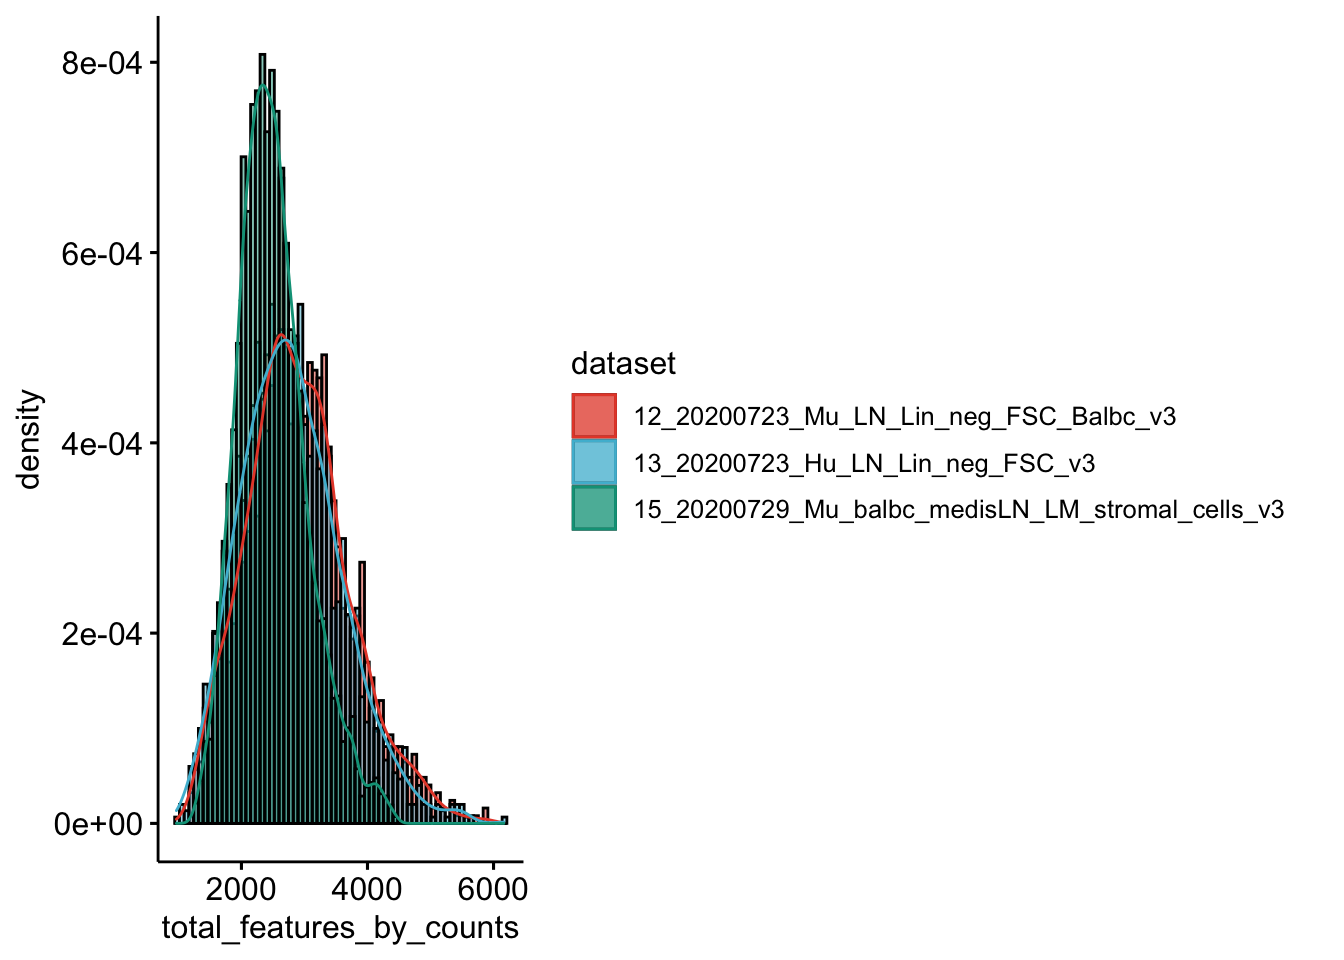 8e-04
6e-04
4e-04
2e-04
0e+00
density
2000 4000 6000
total_features_by_counts
dataset
12_20200723_Mu_LN_Lin_neg_FSC_Balbc_v3
13_20200723_Hu_LN_Lin_neg_FSC_v3
15_20200729_Mu_balbc_medisLN_LM_stromal_cells_v3